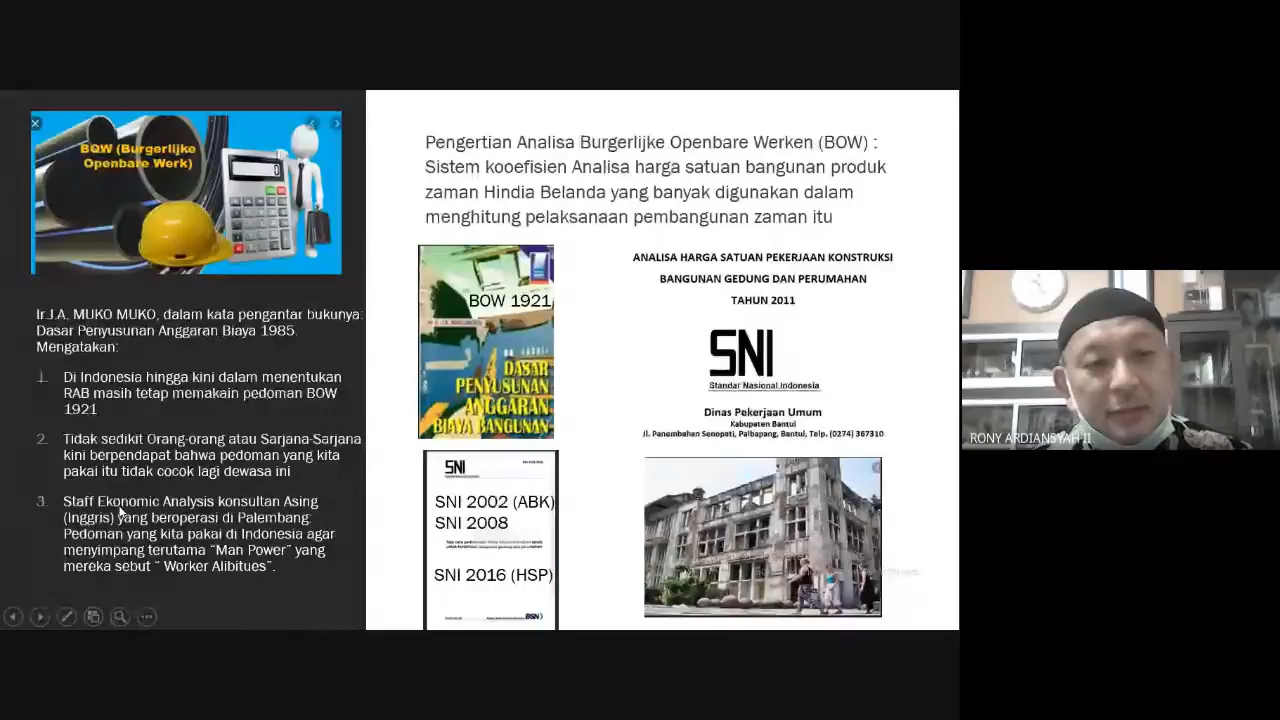 BOW (Burgerlijke
Openbare Werk)
Ir.J.A, MUKO MUKO, dalam kata pengantar bukunya:
Dasar Penyusunan Anggaran Biaya 1985.
Mengatakan:
1. Di Indonesia hingga kini dalam menentukan
RAB masih tetap memakai pedoman BOW
1921
2. Tidak sedikit Orang-orang atau Sarjana-Sarjana
kini berpendapat bahwa pedoman yang kita
pakai itu tidak cocok lagi dewasa ini
3. Staff Ekonomic Analysis konsultan Asing
(Inggris) yang beroperasi di Palembang:
Pedoman yang kita pakai di Indonesia agar
menyimpang terutama “Man Power” yang
mereka sebut “ Worker Alibitues”.
Pengertian Analisa Burgerlijke Openbare Werken (BOW) :
Sistem kooefisien Analisa harga satuan bangunan produk
zaman Hindia Belanda yang banyak digunakan dalam
menghitung pelaksanaan pembangunan zaman itu
BOW 1921
DASAR
PENYUSUNAN
ANGGARAN
BIAYA BANGUNAN
SNI
SNI 2002 (ABK)
SNI 2008
SNI 2016 (HSP)
BSN
ANALISA HARGA SATUAN PEKERJAAN KONSTRUKSI
BANGUNAN GEDUNG DAN PERUMAHAN
TAHUN 2011
SNI
Standar Nasional Indonesia
Dinas Pekerjaan Umum
Kabupaten Bantul
Jl. Panembahan Senopati, Palbapang, Bantul, Telp. (0274) 367310
RONY ARDIANSYAH II